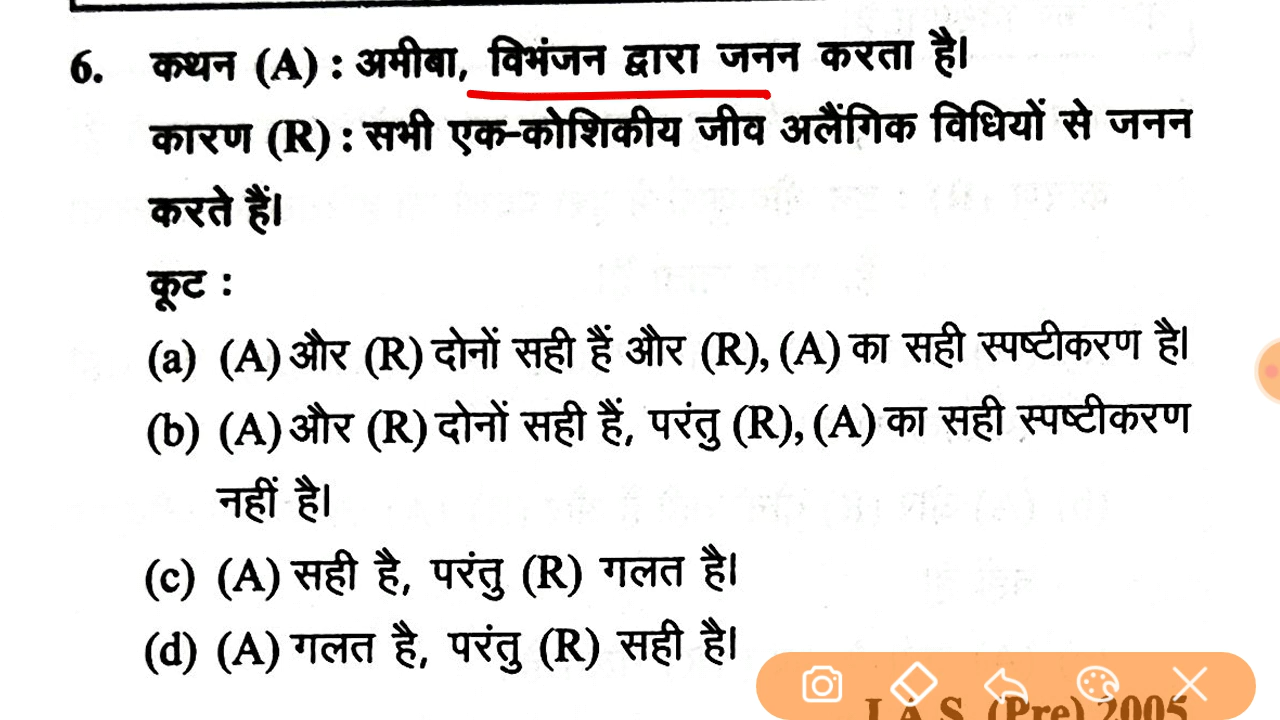 6. कथन (A) : अमीबा, विभंजन द्वारा जनन करता है।
कारण (R) : सभी एक-कोशिकीय जीव अलैंगिक विधियों से जनन
करते हैं।
कूट :
(a) (A) और (R) दोनों सही हैं और (R), (A) का सही स्पष्टीकरण है।
(b) (A) और (R) दोनों सही हैं, परंतु (R), (A) का सही स्पष्टीकरण
नहीं है।
(c) (A) सही है, परंतु (R) गलत है।
(d) (A) गलत है, परंतु (R) सही है।
I.A.S. (Pre) 2005